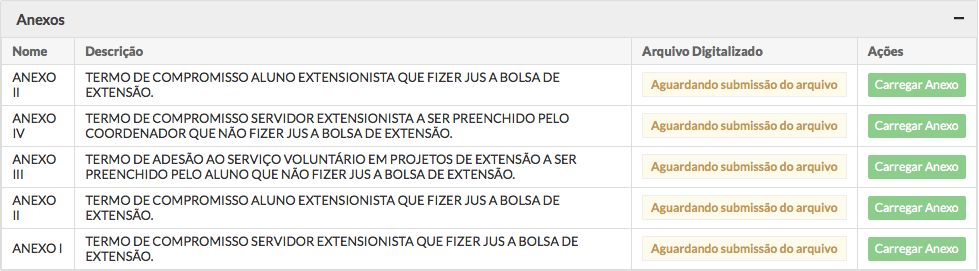 Anexos
Nome Descrição Arquivo Digitalizado Ações
ANEXO II TERMO DE COMPROMISSO ALUNO EXTENSIONISTA QUE FIZER JUS A BOLSA DE
EXTENSÃO. Aguardando submissão do arquivo Carregar Anexo
ANEXO IV TERMO DE COMPROMISSO SERVIDOR EXTENSIONISTA A SER PREENCHIDO PELO
COORDENADOR QUE NÃO FIZER JUS A BOLSA DE EXTENSÃO. Aguardando submissão do arquivo Carregar Anexo
ANEXO III TERMO DE ADESÃO AO SERVIÇO VOLUNTÁRIO EM PROJETOS DE EXTENSÃO A SER
PREENCHIDO PELO ALUNO QUE NÃO FIZER JUS A BOLSA DE EXTENSÃO. Aguardando submissão do arquivo Carregar Anexo
ANEXO II TERMO DE COMPROMISSO ALUNO EXTENSIONISTA QUE FIZER JUS A BOLSA DE
EXTENSÃO. Aguardando submissão do arquivo Carregar Anexo
ANEXO I TERMO DE COMPROMISSO SERVIDOR EXTENSIONISTA QUE FIZER JUS A BOLSA DE
EXTENSÃO. Aguardando submissão do arquivo Carregar Anexo